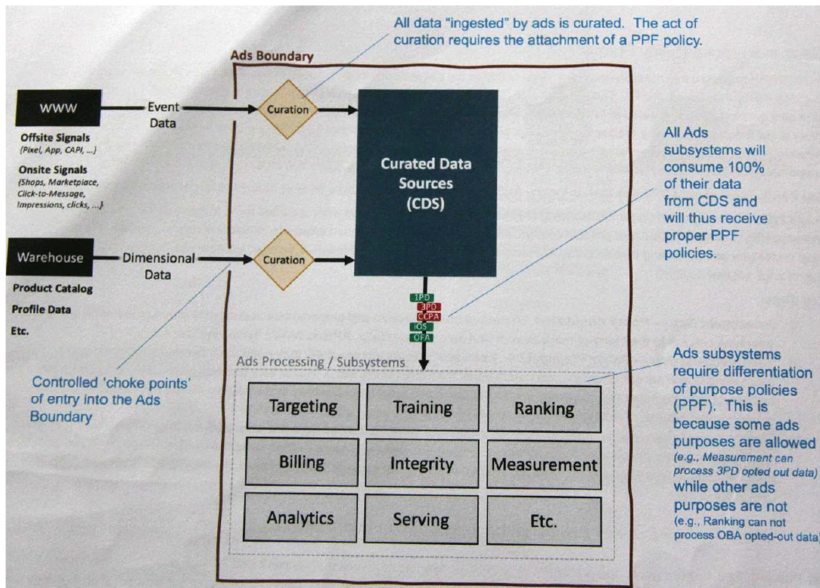 All data "ingested" by ads is curated. The act of
curation requires the attachment of a PPF policy.
Ads Boundary
WWW
Event
Data
Curation
Offsite Signals
(Pixel, App, CAPI, ...}
Onsite Signals
{Shops, Marketplace,
Click-to-Message,
Impressions, clicks, ...}
Curated Data
Sources
(CDS)
All Ads
subsystems will
consume 100%
of their data
from CDS and
will thus receive
proper PPF
policies.
Warehouse
Dimensional
Data
Curation
Product Catalog
Profile Data
Etc.
1PD
3PD
CCPA
iOS
OFA
Controlled 'choke points'
of entry into the Ads
Boundary
Ads Processing / Subsystems
Targeting
Training
Ranking
Billing
Integrity
Measurement
Analytics
Serving
Etc.
Ads subsystems
require differentiation
of purpose policies
(PPF). This is
because some ads
purposes are allowed
(e.g., Measurement can
process 3PD opted out data)
while other ads
purposes are not
(e.g., Ranking can not
process OBA opted-out data)